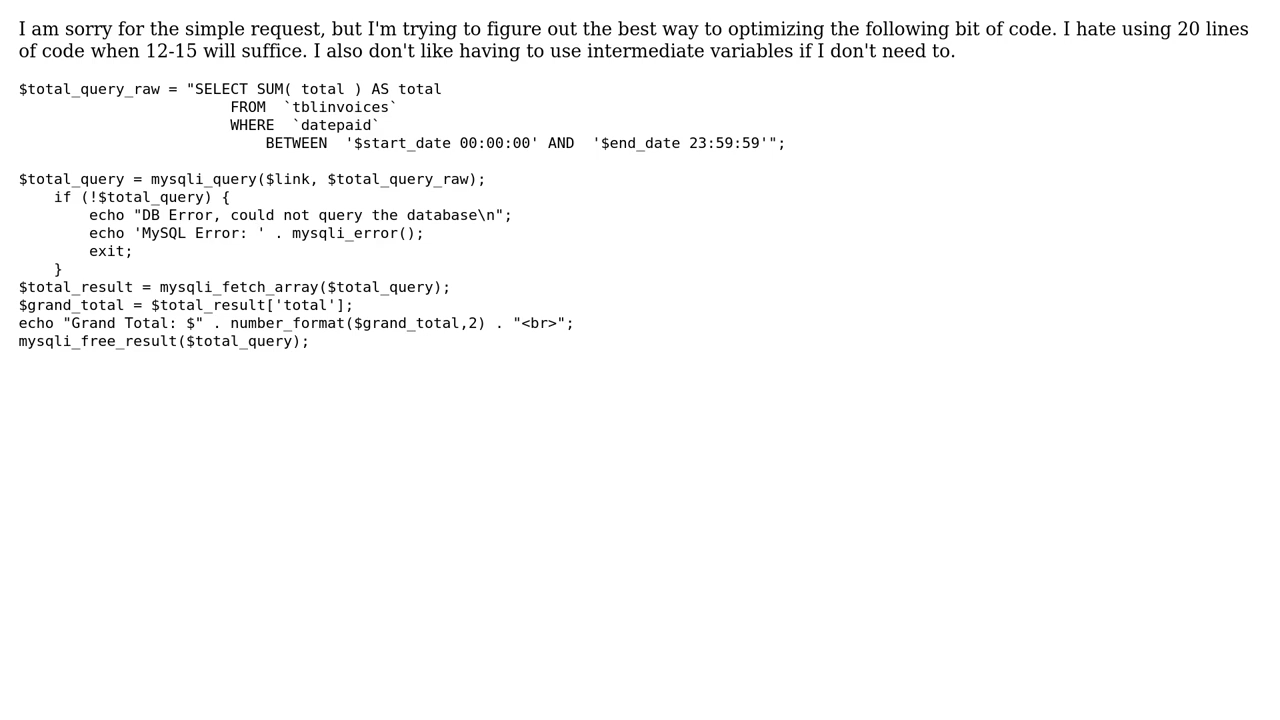 I am sorry for the simple request, but I'm trying to figure out the best way to optimizing the following bit of code. I hate using 20 lines
of code when 12-15 will suffice. I also don't like having to use intermediate variables if I don't need to.
$total_query_raw = "SELECT SUM( total ) AS total
                        FROM  `tblinvoices`
                        WHERE  `datepaid`
                            BETWEEN  '$start_date 00:00:00' AND  '$end_date 23:59:59'";

$total_query = mysqli_query($link, $total_query_raw);
    if (!$total_query) {
        echo "DB Error, could not query the database\n";
        echo 'MySQL Error: ' . mysqli_error();
        exit;
    }
$total_result = mysqli_fetch_array($total_query);
$grand_total = $total_result['total'];
echo "Grand Total: $" . number_format($grand_total,2) . "<br>";
mysqli_free_result($total_query);